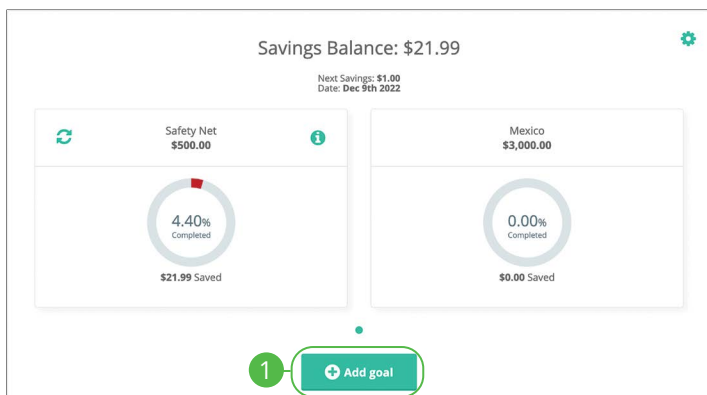 Savings Balance: $21.99
Next Savings: $1.00
Date: Dec 9th 2022
Safety Net
$500.00
4.40%
Completed
$21.99 Saved
Mexico
$3,000.00
0.00%
Completed
$0.00 Saved
1
Add goal